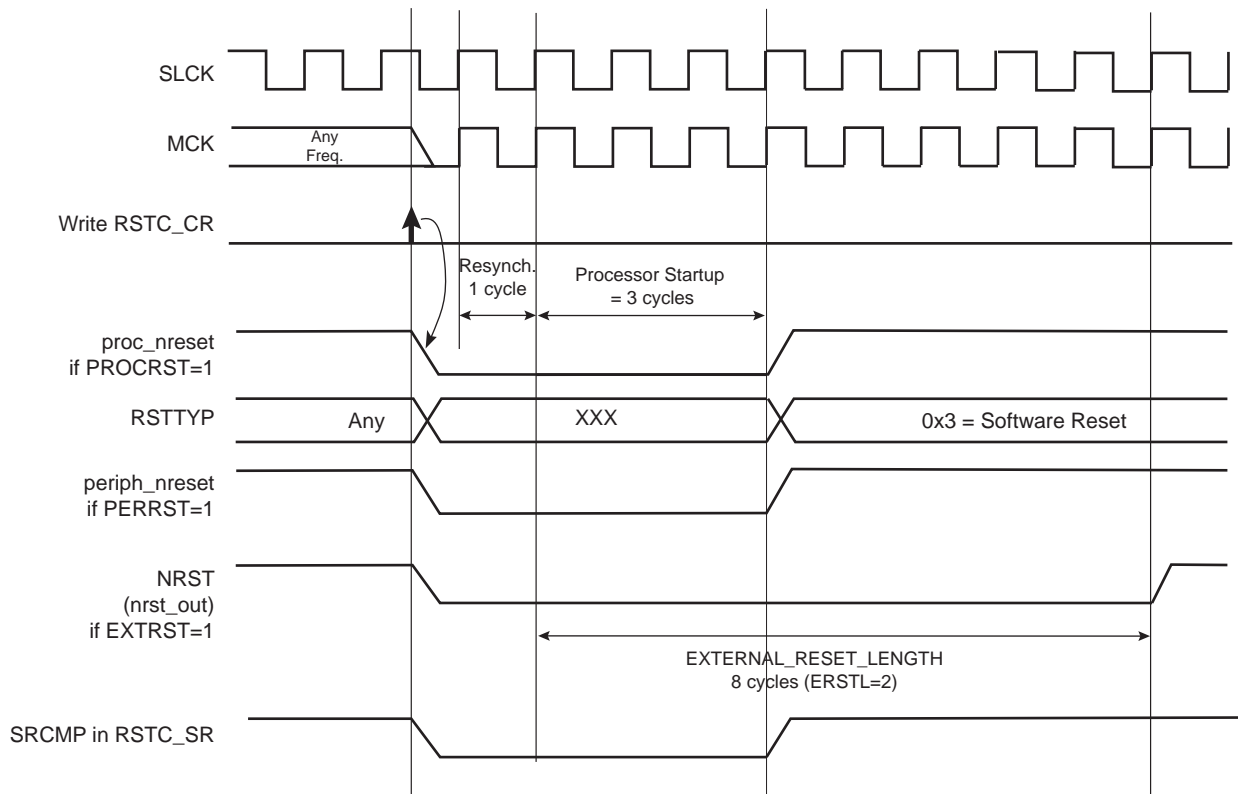 SLCK
MCK
Any
Freq.
Write RSTC_CR
Resynch.
1 cycle
Processor Startup
= 3 cycles
proc_nreset
if PROCRST=1
RSTTYP
Any
XXX
0x3 = Software Reset
periph_nreset
if PERRST=1
NRST
(nrst_out)
if EXTRST=1
EXTERNAL_RESET_LENGTH
8 cycles (ERSTL=2)
SRCMP in RSTC_SR